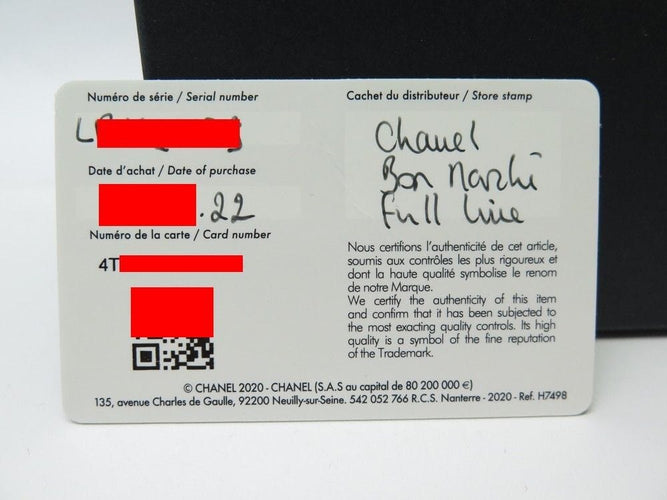 Numéro de série / Serial number
L
Date d'achat / Date of purchase
.22
Numéro de la carte / Card number
4T
Cachet du distributeur / Store stamp
Chanel
Bon Marché
Full line
Nous certifions l'authenticité de cet article,
soumis aux contrôles les plus rigoureux et
dont la haute qualité symbolise le renom
de notre Marque.
We certify the authenticity of this item
and confirm that it has been subjected to
the most exacting quality controls. Its high
quality is a symbol of the fine reputation
of the Trademark.
© CHANEL 2020 - CHANEL (S.A.S au capital de 80 200 000 €)
135, avenue Charles de Gaulle, 92200 Neuilly-sur-Seine. 542 052 766 R.C.S. Nanterre - 2020 - Ref. H7498